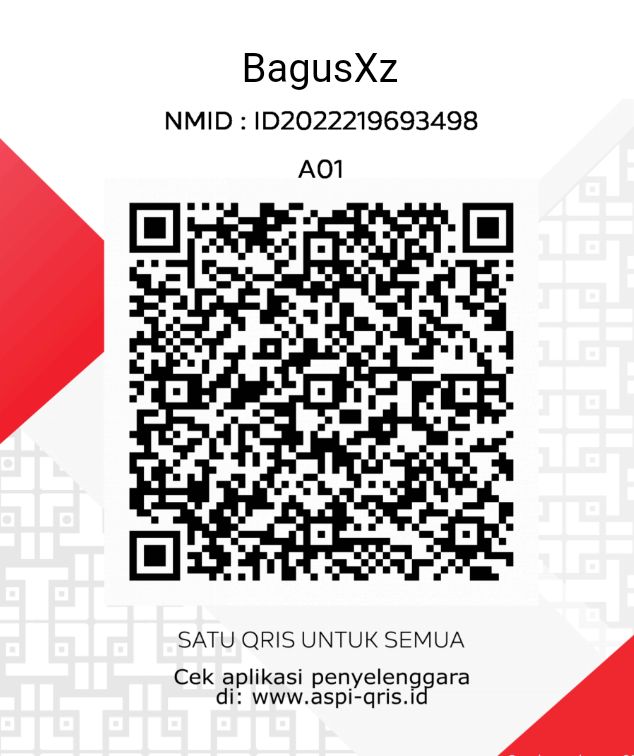 BagusXz
NMID : ID2022219693498
A01
SATU QRIS UNTUK SEMUA
Cek aplikasi penyelenggara
di: www.aspi-qris.id